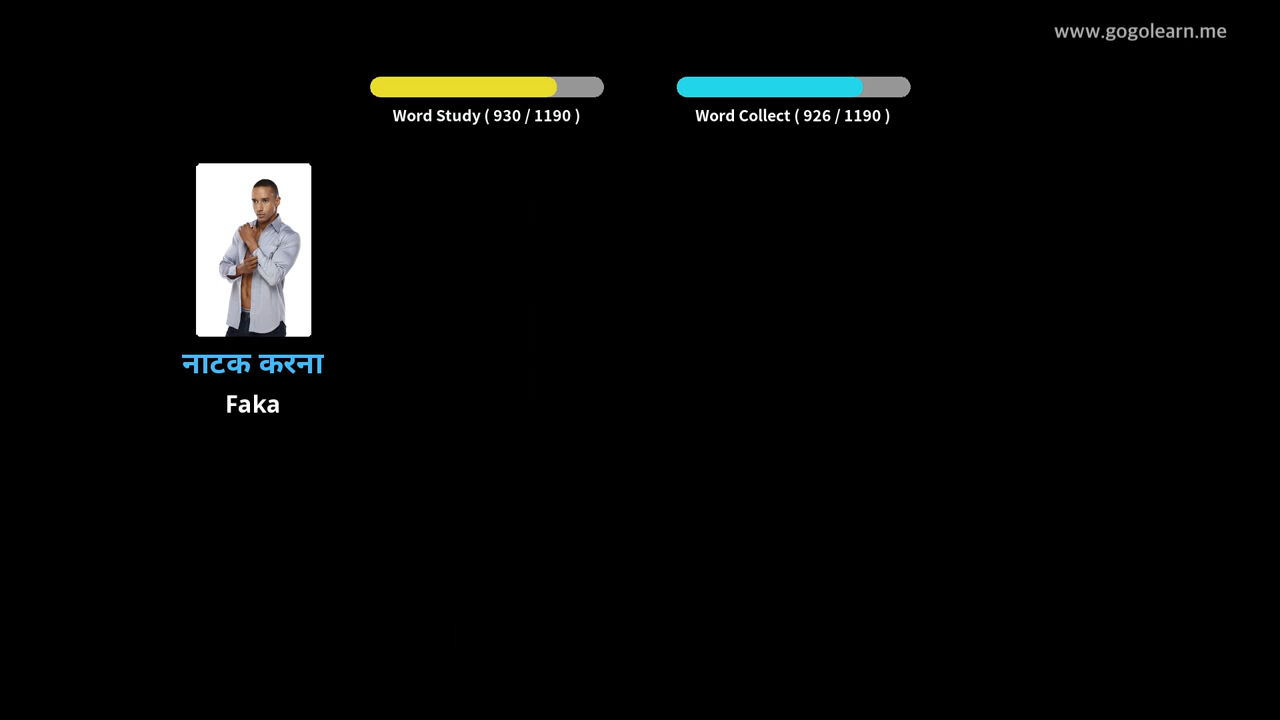 www.gogolearn.me
Word Study ( 930 / 1190 )
Word Collect ( 926 / 1190 )
नाटक करना
Faka